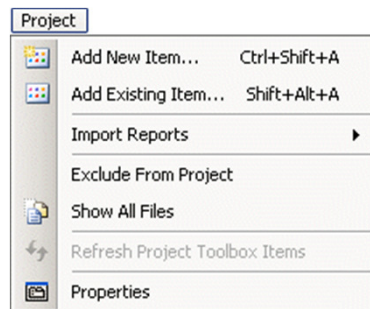 Project
Add New Item... Ctrl+Shift+A
Add Existing Item... Shift+Alt+A
Import Reports
Exclude From Project
Show All Files
Refresh Project Toolbox Items
Properties